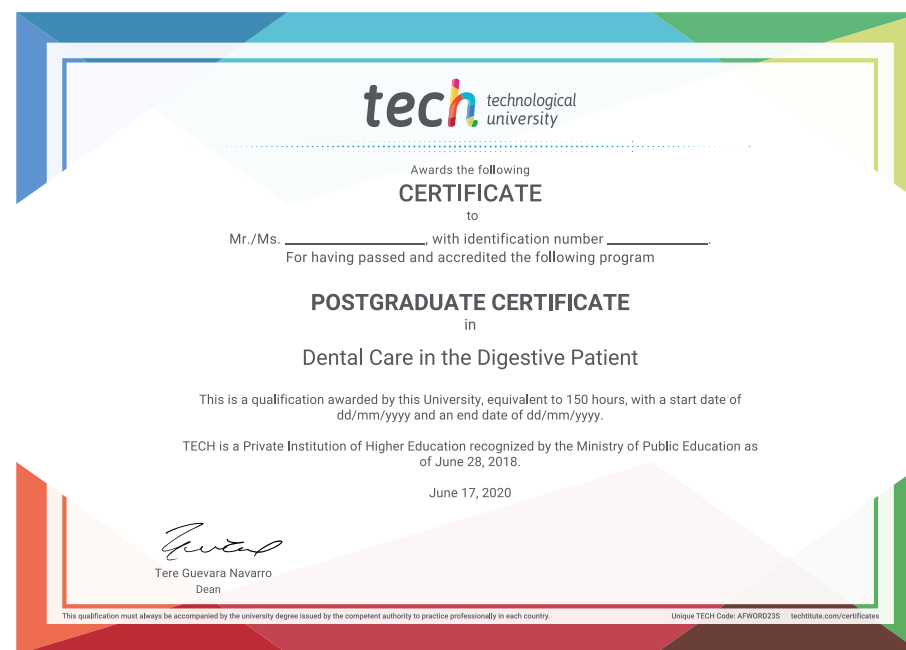 tech technological
university
Awards the following
CERTIFICATE
to
Mr./Ms. ____________________, with identification number ______________.
For having passed and accredited the following program
POSTGRADUATE CERTIFICATE
in
Dental Care in the Digestive Patient
This is a qualification awarded by this University, equivalent to 150 hours, with a start date of
dd/mm/yyyy and an end date of dd/mm/yyyy.
TECH is a Private Institution of Higher Education recognized by the Ministry of Public Education as
of June 28, 2018.
June 17, 2020
Tere Guevara Navarro
Dean
This qualification must always be accompanied by the university degree issued by the competent authority to practice professionally in each country. Unique TECH Code: AFWORD23S techtitute.com/certificates